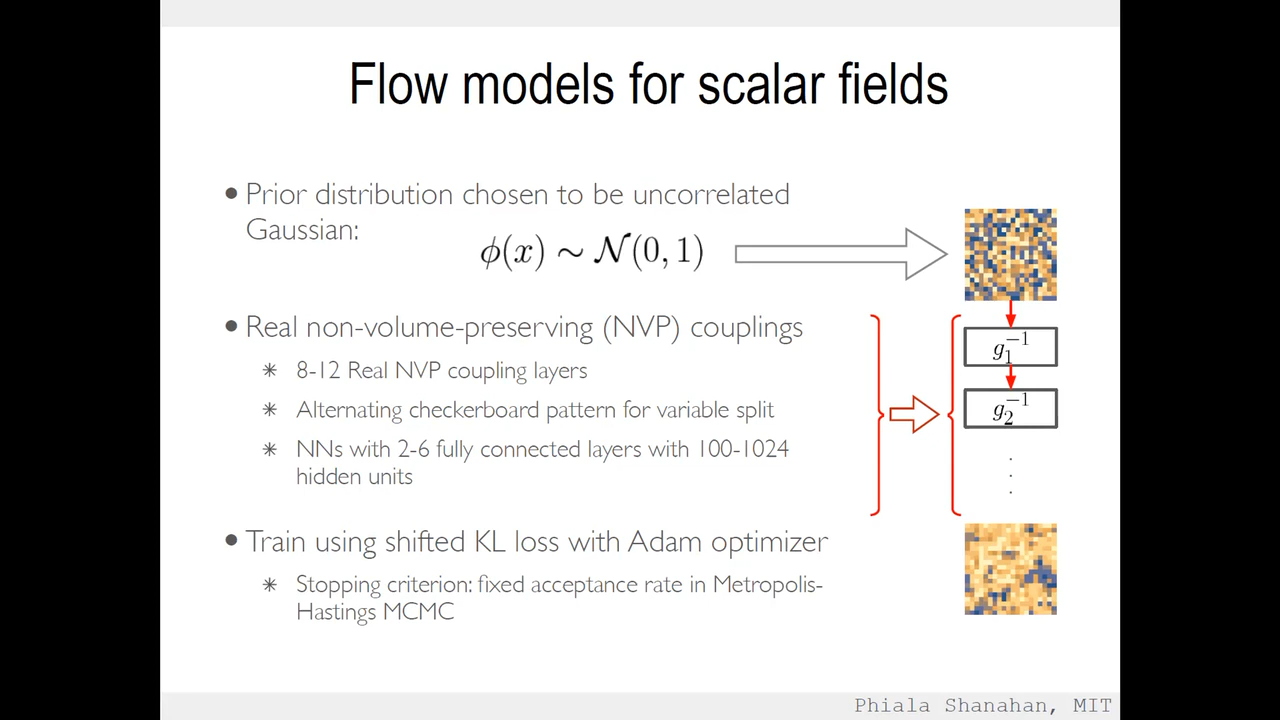 Flow models for scalar fields
• Prior distribution chosen to be uncorrelated
Gaussian:
ϕ(x) ∼ 𝒩(0, 1)
• Real non-volume-preserving (NVP) couplings
✳ 8-12 Real NVP coupling layers
✳ Alternating checkerboard pattern for variable split
✳ NNs with 2-6 fully connected layers with 100-1024
hidden units
g₁⁻¹
g₂⁻¹
.
.
.
• Train using shifted KL loss with Adam optimizer
✳ Stopping criterion: fixed acceptance rate in Metropolis-
Hastings MCMC
Phiala Shanahan, MIT